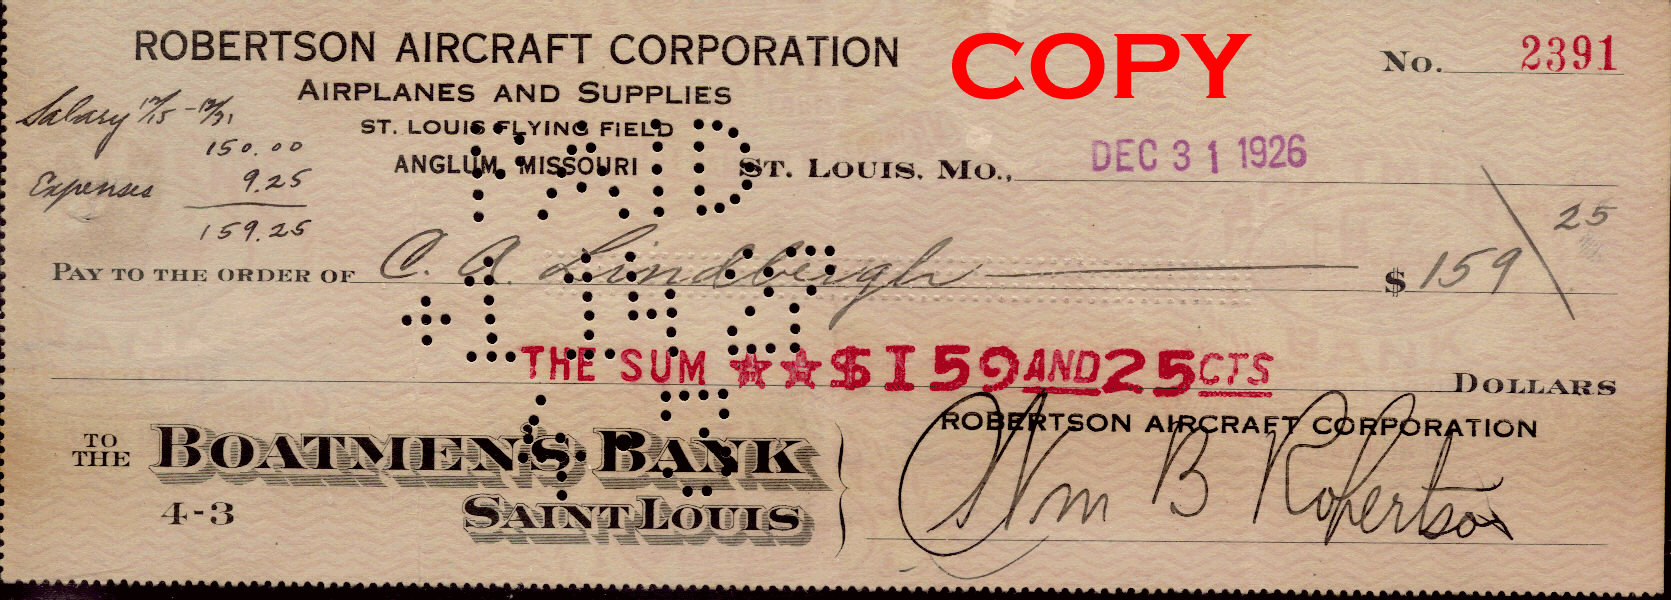 ROBERTSON AIRCRAFT CORPORATION
COPY
No. 2391
AIRPLANES AND SUPPLIES
ST. LOUIS FLYING FIELD
ANGLUM, MISSOURI
Salary 12/15 - 12/31
150.00
Expenses 9.25
159.25
ST. LOUIS, MO., DEC 31 1926
PAID
PAY TO THE ORDER OF C. A. Lindbergh $ 159 25
THE SUM ★★$159 AND 25 CTS DOLLARS
TO THE BOATMEN'S BANK
SAINT LOUIS
4-3
ROBERTSON AIRCRAFT CORPORATION
Wm B Robertson